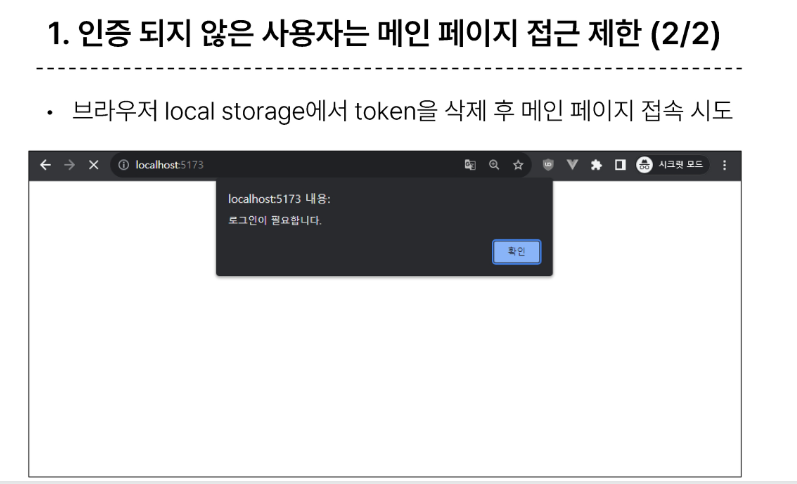 1. 인증 되지 않은 사용자는 메인 페이지 접근 제한 (2/2)
• 브라우저 local storage에서 token을 삭제 후 메인 페이지 접속 시도
localhost:5173
시크릿 모드
localhost:5173 내용:
로그인이 필요합니다.
확인